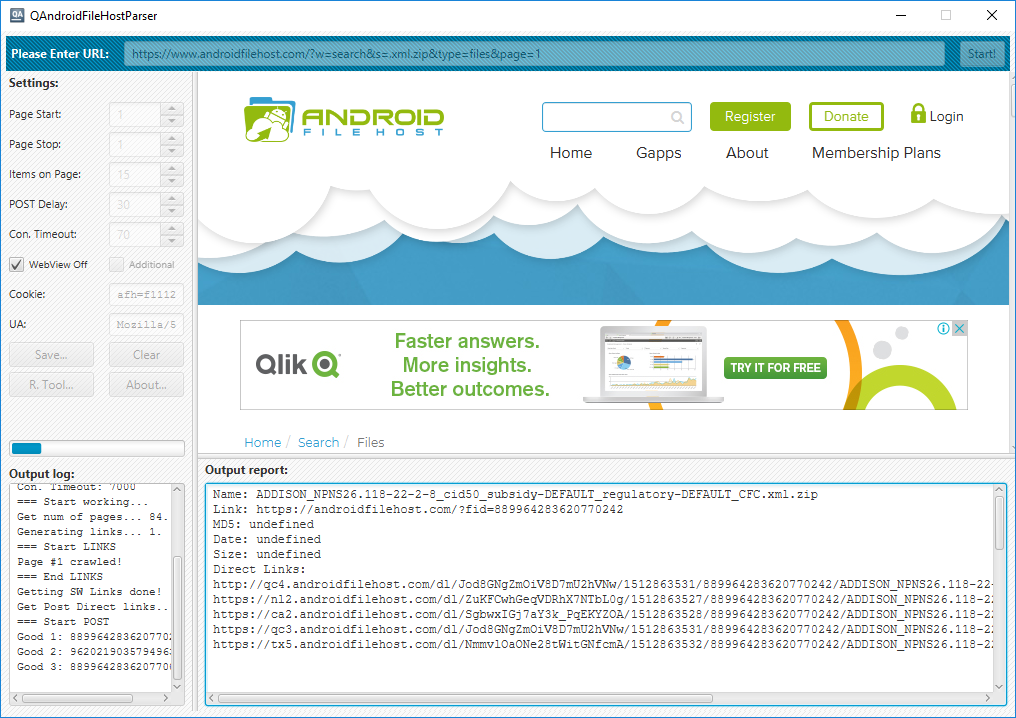 QA QAndroidFileHostParser
Please Enter URL: https://www.androidfilehost.com/?w=search&s=.xml.zip&type=files&page=1 Start!
Settings:
Page Start: 1
Page Stop: 1
Items on Page: 15
POST Delay: 30
Con. Timeout: 70
WebView Off Additional
Cookie: afh=f1112
UA: Mozilla/5
Save... Clear
R. Tool... About...
ANDROID
FILE HOST
Register Donate Login
Home Gapps About Membership Plans
Qlik Q
Faster answers.
More insights.
Better outcomes.
TRY IT FOR FREE
Home / Search / Files
Output log:
Con. Timeout: 7000
=== Start working...
Get num of pages... 84.
Generating links... 1.
=== Start LINKS
Page #1 crawled!
=== End LINKS
Getting SW Links done!
Get Post Direct links..
=== Start POST
Good 1: 889964283620770
Good 2: 962021903579496
Good 3: 889964283620770
Output report:
Name: ADDISON_NPNS26.118-22-2-8_cid50_subsidy-DEFAULT_regulatory-DEFAULT_CFC.xml.zip
Link: https://androidfilehost.com/?fid=889964283620770242
MD5: undefined
Date: undefined
Size: undefined
Direct Links:
http://qc4.androidfilehost.com/dl/Jod8GNgZmOiV8D7mU2hVNw/1512863531/889964283620770242/ADDISON_NPNS26.118-22-
https://nl2.androidfilehost.com/dl/ZuKFCwhGeqVDRhX7NTbL0g/1512863527/889964283620770242/ADDISON_NPNS26.118-22
https://ca2.androidfilehost.com/dl/SgbwxIGj7aY3k_PqEKYZOA/1512863528/889964283620770242/ADDISON_NPNS26.118-22
https://qc3.androidfilehost.com/dl/Jod8GNgZmOiV8D7mU2hVNw/1512863531/889964283620770242/ADDISON_NPNS26.118-22
https://tx5.androidfilehost.com/dl/NmmvlOaONe28tWitGNfcmA/1512863532/889964283620770242/ADDISON_NPNS26.118-22